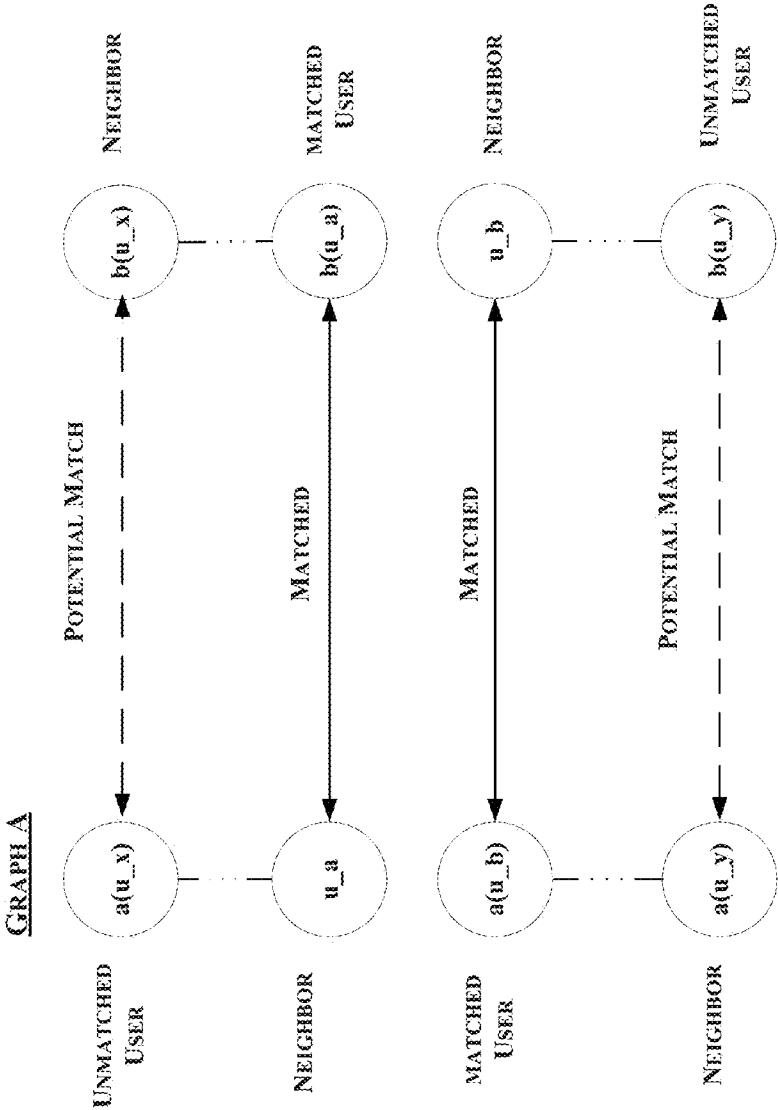 GRAPH A
UNMATCHED
USER
a(u_x)
POTENTIAL MATCH
b(u_x)
NEIGHBOR
NEIGHBOR
u_a
MATCHED
b(u_a)
MATCHED
USER
MATCHED
USER
a(u_b)
MATCHED
u_b
NEIGHBOR
NEIGHBOR
a(u_y)
POTENTIAL MATCH
b(u_y)
UNMATCHED
USER